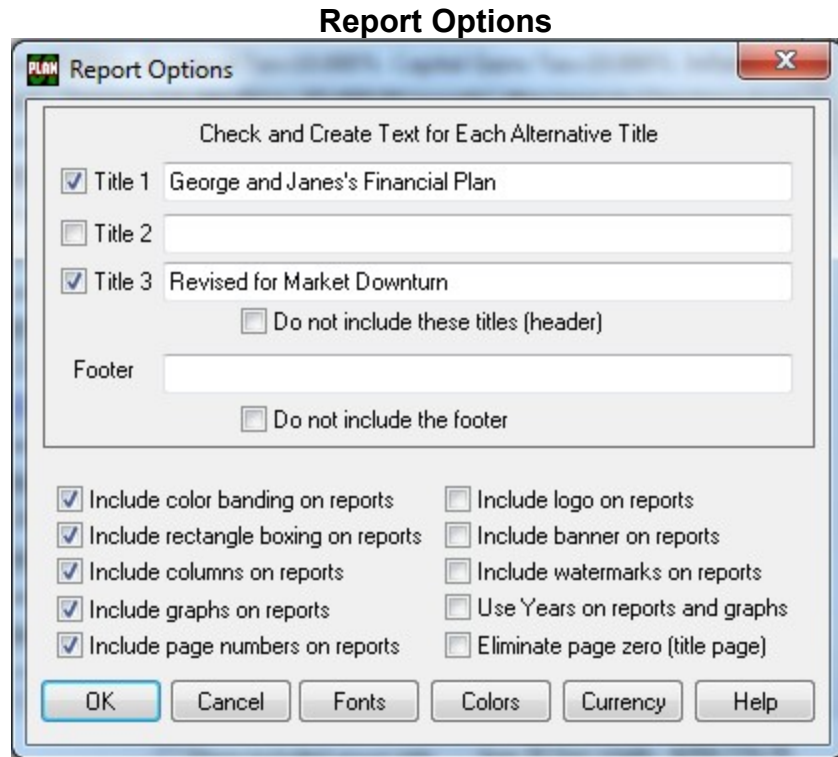 Report Options
PLAN Report Options
Check and Create Text for Each Alternative Title
Title 1 George and Janes's Financial Plan
Title 2
Title 3 Revised for Market Downturn
Do not include these titles (header)
Footer
Do not include the footer
Include color banding on reports Include logo on reports
Include rectangle boxing on reports Include banner on reports
Include columns on reports Include watermarks on reports
Include graphs on reports Use Years on reports and graphs
Include page numbers on reports Eliminate page zero (title page)
OK Cancel Fonts Colors Currency Help